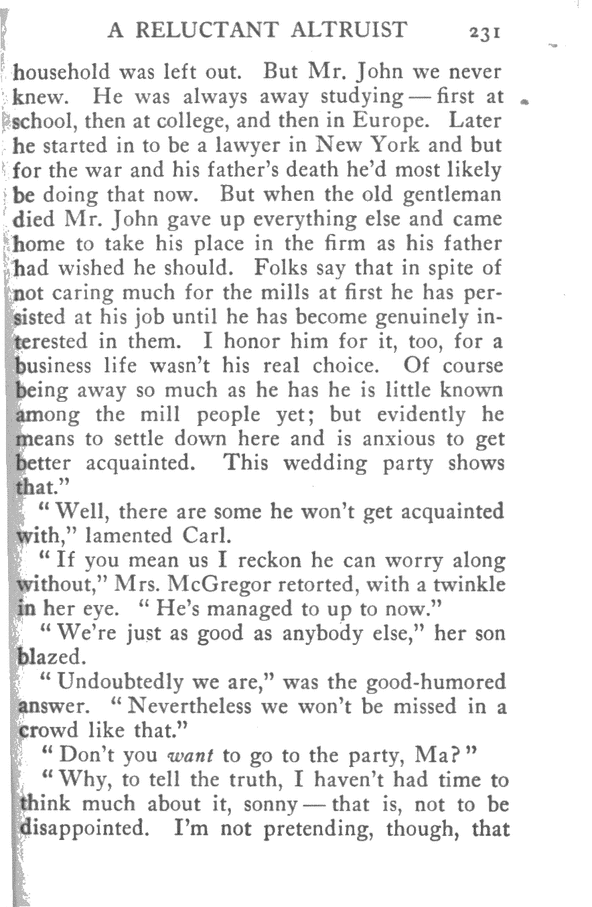 A RELUCTANT ALTRUIST 231
household was left out. But Mr. John we never
knew. He was always away studying — first at
school, then at college, and then in Europe. Later
he started in to be a lawyer in New York and but
for the war and his father's death he'd most likely
be doing that now. But when the old gentleman
died Mr. John gave up everything else and came
home to take his place in the firm as his father
had wished he should. Folks say that in spite of
not caring much for the mills at first he has per-
sisted at his job until he has become genuinely in-
terested in them. I honor him for it, too, for a
business life wasn't his real choice. Of course
being away so much as he has he is little known
among the mill people yet; but evidently he
means to settle down here and is anxious to get
better acquainted. This wedding party shows
that."
"Well, there are some he won't get acquainted
with," lamented Carl.
"If you mean us I reckon he can worry along
without," Mrs. McGregor retorted, with a twinkle
in her eye. "He's managed to up to now."
"We're just as good as anybody else," her son
blazed.
"Undoubtedly we are," was the good-humored
answer. "Nevertheless we won't be missed in a
crowd like that."
"Don't you want to go to the party, Ma?"
"Why, to tell the truth, I haven't had time to
think much about it, sonny — that is, not to be
disappointed. I'm not pretending, though, that